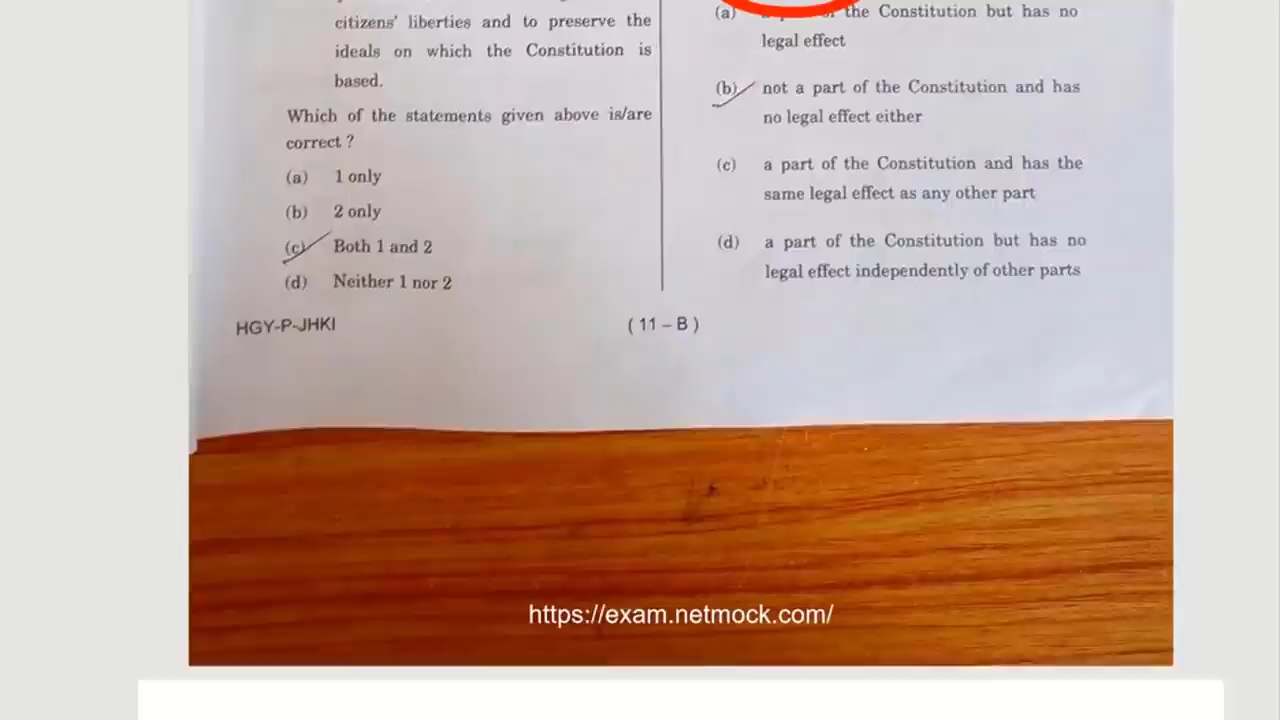 citizens' liberties and to preserve the
ideals on which the Constitution is
based.
Which of the statements given above is/are
correct ?
(a) 1 only
(b) 2 only
(c) Both 1 and 2
(d) Neither 1 nor 2
(a) the Constitution but has no
legal effect
(b) not a part of the Constitution and has
no legal effect either
(c) a part of the Constitution and has the
same legal effect as any other part
(d) a part of the Constitution but has no
legal effect independently of other parts
HGY-P-JHKI
( 11 – B )
https://exam.netmock.com/